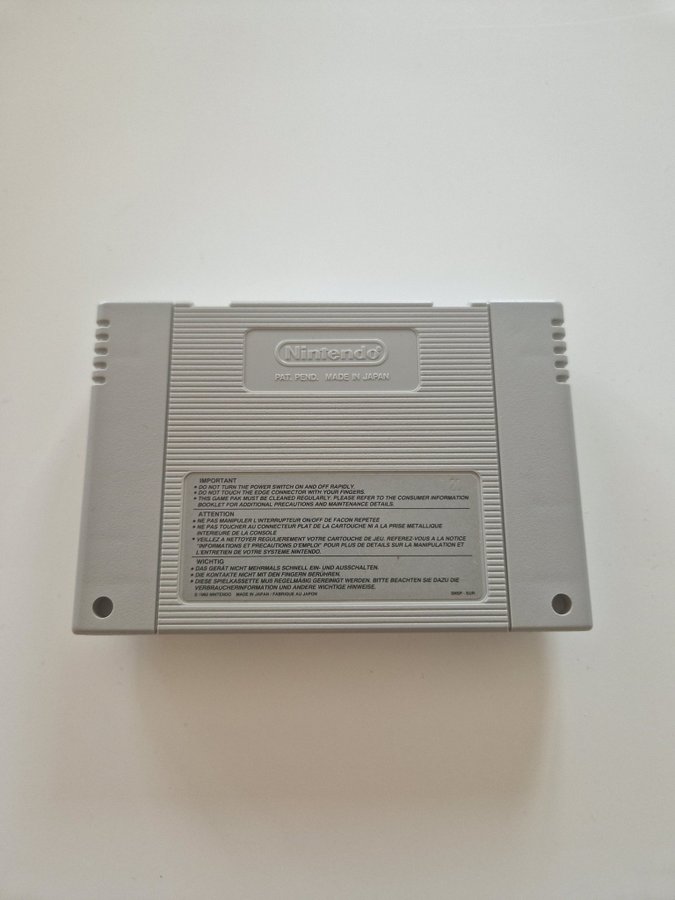 Nintendo®
PAT. PEND. MADE IN JAPAN
IMPORTANT
● DO NOT TURN THE POWER SWITCH ON AND OFF RAPIDLY.
● DO NOT TOUCH THE EDGE CONNECTOR WITH YOUR FINGERS.
● THIS GAME PAK MUST BE CLEANED REGULARLY. PLEASE REFER TO THE CONSUMER INFORMATION
BOOKLET FOR ADDITIONAL PRECAUTIONS AND MAINTENANCE DETAILS.
ATTENTION
● NE PAS MANIPULER L'INTERRUPTEUR ON/OFF DE FACON REPETEE
● NE PAS TOUCHER AU CONNECTEUR PLAT DE LA CARTOUCHE NI A LA PRISE METALLIQUE
INTERIEURE DE LA CONSOLE
● VEILLEZ A NETTOYER REGULIEREMENT VOTRE CARTOUCHE DE JEU. REFEREZ-VOUS A LA NOTICE
"INFORMATIONS ET PRECAUTIONS D'EMPLOI" POUR PLUS DE DETAILS SUR LA MANIPULATION ET
L'ENTRETIEN DE VOTRE SYSTEME NINTENDO.
WICHTIG
● DAS GERÄT NICHT MEHRMALS SCHNELL EIN- UND AUSSCHALTEN.
● DIE KONTAKTE NICHT MIT DEN FINGERN BERÜHREN.
● DIESE SPIELKASSETTE MUß REGELMÄßIG GEREINIGT WERDEN. BITTE BEACHTEN SIE DAZU DIE
VERBRAUCHERINFORMATION UND ANDERE WICHTIGE HINWEISE.
© 1992 NINTENDO MADE IN JAPAN / FABRIQUE AU JAPON SNSP - EUR